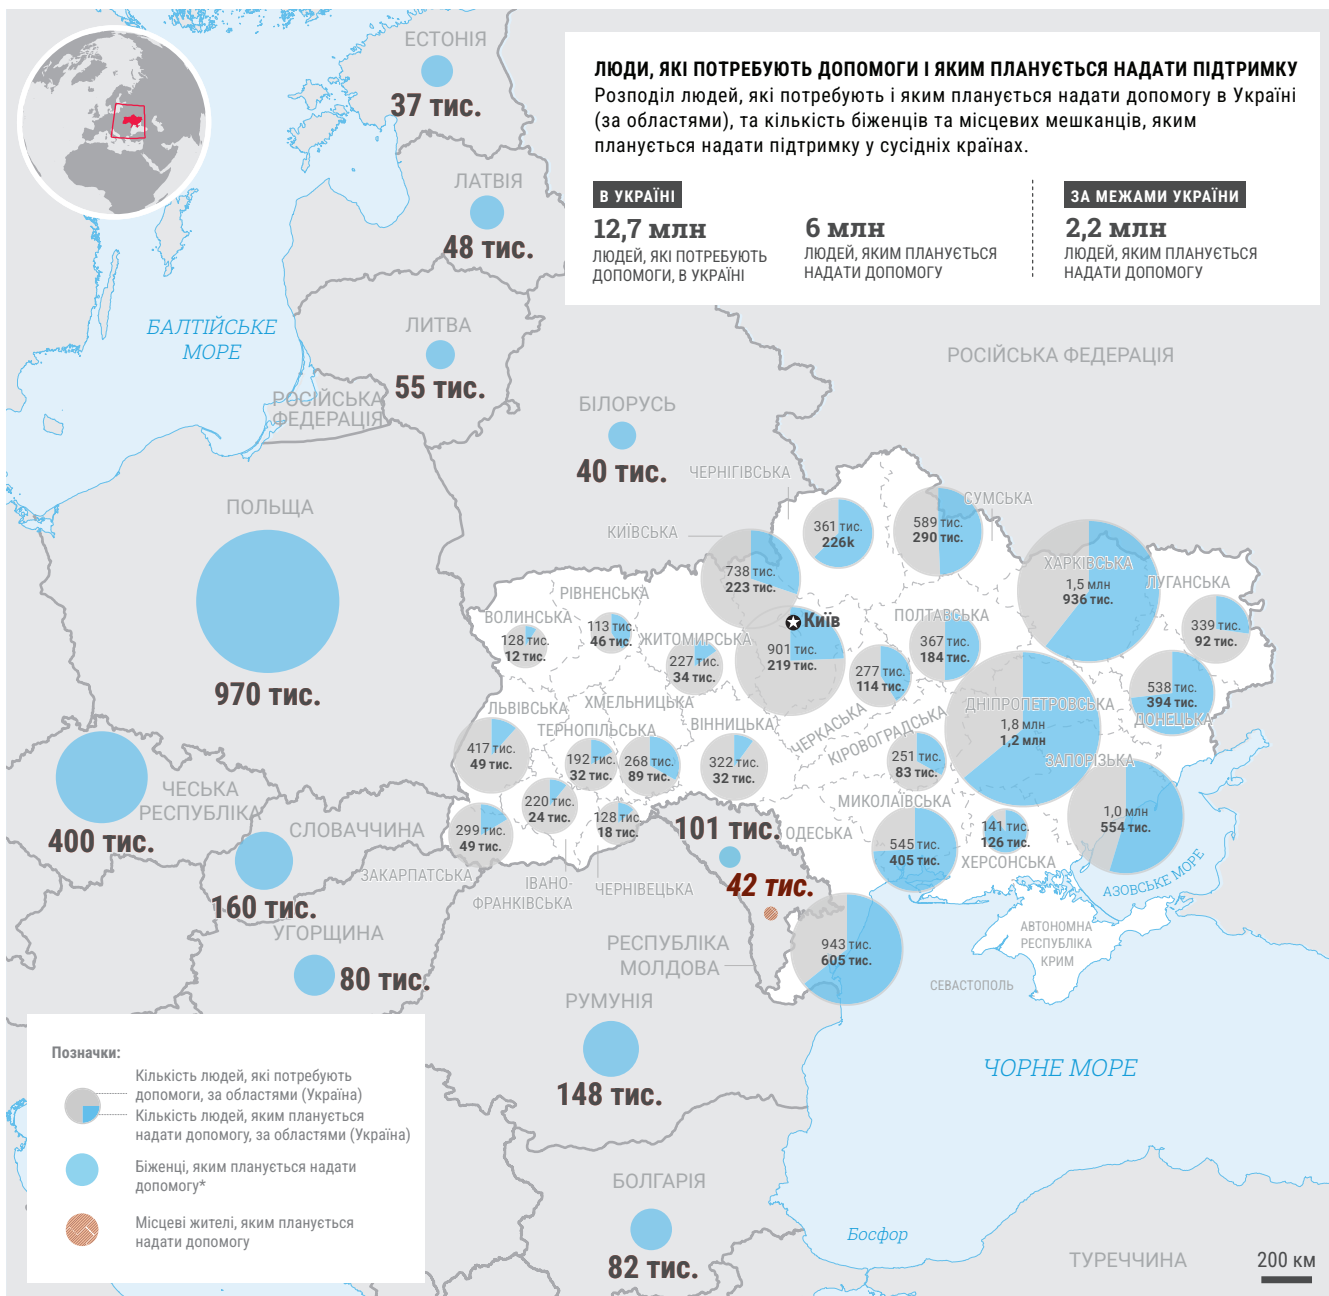 ЛЮДИ, ЯКІ ПОТРЕБУЮТЬ ДОПОМОГИ І ЯКИМ ПЛАНУЄТЬСЯ НАДАТИ ПІДТРИМКУ
Розподіл людей, які потребують і яким планується надати допомогу в Україні
(за областями), та кількість біженців та місцевих мешканців, яким
планується надати підтримку у сусідніх країнах.
В УКРАЇНІ
12,7 млн
ЛЮДЕЙ, ЯКІ ПОТРЕБУЮТЬ
ДОПОМОГИ, В УКРАЇНІ
6 млн
ЛЮДЕЙ, ЯКИМ ПЛАНУЄТЬСЯ
НАДАТИ ДОПОМОГУ
ЗА МЕЖАМИ УКРАЇНИ
2,2 млн
ЛЮДЕЙ, ЯКИМ ПЛАНУЄТЬСЯ
НАДАТИ ДОПОМОГУ
ЕСТОНІЯ
37 тис.
ЛАТВІЯ
48 тис.
БАЛТІЙСЬКЕ
МОРЕ
ЛИТВА
55 тис.
РОСІЙСЬКА
ФЕДЕРАЦІЯ
РОСІЙСЬКА ФЕДЕРАЦІЯ
БІЛОРУСЬ
40 тис.
ПОЛЬЩА
970 тис.
ЧЕРНІГІВСЬКА
361 тис.
226k
СУМСЬКА
589 тис.
290 тис.
КИЇВСЬКА
738 тис.
223 тис.
ХАРКІВСЬКА
1,5 млн
936 тис.
ЛУГАНСЬКА
339 тис.
92 тис.
РІВНЕНСЬКА
113 тис.
46 тис.
ВОЛИНСЬКА
128 тис.
12 тис.
ЖИТОМИРСЬКА
227 тис.
34 тис.
Київ
901 тис.
219 тис.
ПОЛТАВСЬКА
367 тис.
184 тис.
277 тис.
114 тис.
ЧЕРКАСЬКА
538 тис.
394 тис.
ДОНЕЦЬКА
ДНІПРОПЕТРОВСЬКА
1,8 млн
1,2 млн
ЛЬВІВСЬКА
417 тис.
49 тис.
ХМЕЛЬНИЦЬКА
268 тис.
89 тис.
ТЕРНОПІЛЬСЬКА
192 тис.
32 тис.
ВІННИЦЬКА
322 тис.
32 тис.
КІРОВОГРАДСЬКА
251 тис.
83 тис.
ЗАПОРІЗЬКА
1,0 млн
554 тис.
220 тис.
24 тис.
128 тис.
18 тис.
299 тис.
49 тис.
ЗАКАРПАТСЬКА
ІВАНО-
ФРАНКІВСЬКА
ЧЕРНІВЕЦЬКА
МИКОЛАЇВСЬКА
545 тис.
405 тис.
141 тис.
126 тис.
ХЕРСОНСЬКА
ОДЕСЬКА
943 тис.
605 тис.
АЗОВСЬКЕ МОРЕ
АВТОНОМНА
РЕСПУБЛІКА
КРИМ
СЕВАСТОПОЛЬ
101 тис.
42 тис.
РЕСПУБЛІКА
МОЛДОВА
ЧЕСЬКА
РЕСПУБЛІКА
400 тис.
СЛОВАЧЧИНА
160 тис.
УГОРЩИНА
80 тис.
РУМУНІЯ
148 тис.
ЧОРНЕ МОРЕ
БОЛГАРІЯ
82 тис.
Босфор
ТУРЕЧЧИНА
200 км
Позначки:
Кількість людей, які потребують
допомоги, за областями (Україна)
Кількість людей, яким планується
надати допомогу, за областями (Україна)
Біженці, яким планується надати
допомогу*
Місцеві жителі, яким планується
надати допомогу